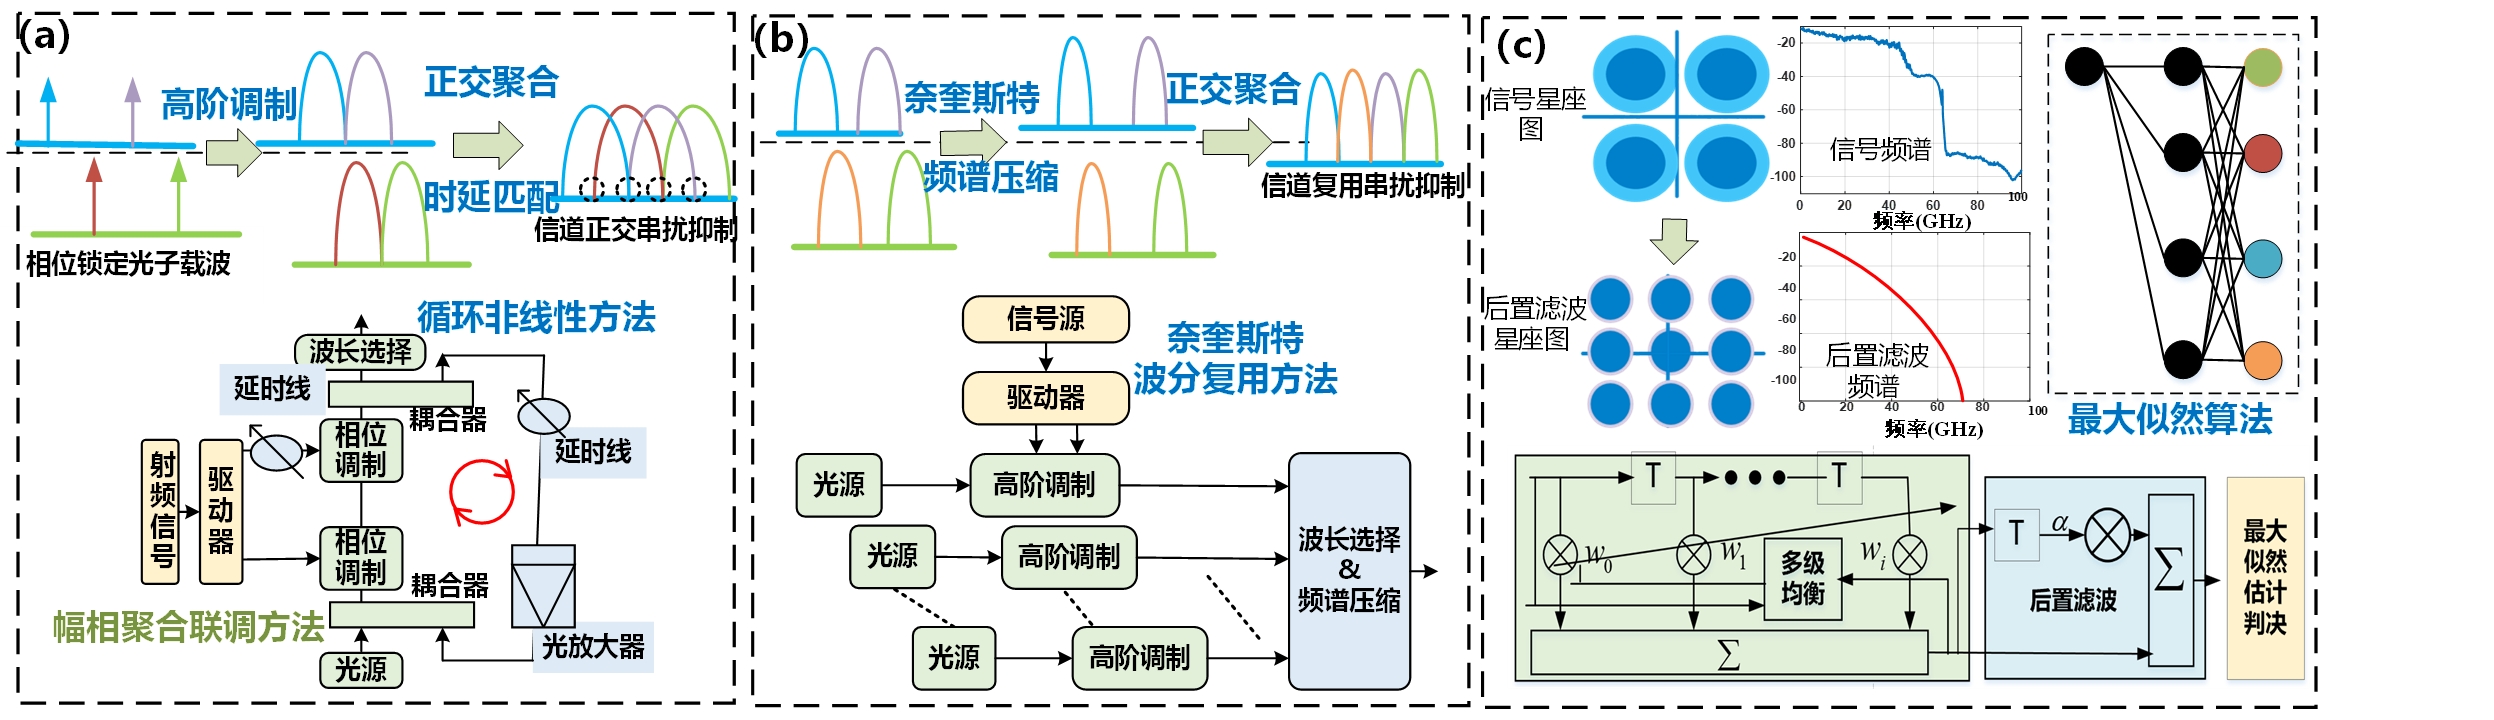 (a)
高阶调制
正交聚合
时延匹配
相位锁定光子载波
信道正交串扰抑制
循环非线性方法
波长选择
延时线
耦合器
相位
调制
延时线
射频信号
驱动器
相位
调制
耦合器
幅相聚合联调方法
光放大器
光源
(b)
奈奎斯特
频谱压缩
正交聚合
信道复用串扰抑制
信号源
驱动器
奈奎斯特
波分复用方法
光源
高阶调制
光源
高阶调制
光源
高阶调制
波长选择
&
频谱压缩
(c)
信号星座
图
-20
-40
-60
-80
-100
信号频谱
0 20 40 60 80 100
频率(GHz)
后置滤波
星座图
-20
-40
-60
-80
-100
后置滤波
频谱
0 20 40 60 80 100
频率(GHz)
最大似然算法
T
T
w0
w1
wi
多级
均衡
Σ
T
α
后置滤波
Σ
最大
似然
估计
判决